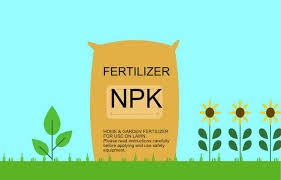 FERTILIZER
NPK
HOME & GARDEN FERTILIZER
FOR USE ON LAWN.
Please read instructions carefully
before applying and use safety
equipment.